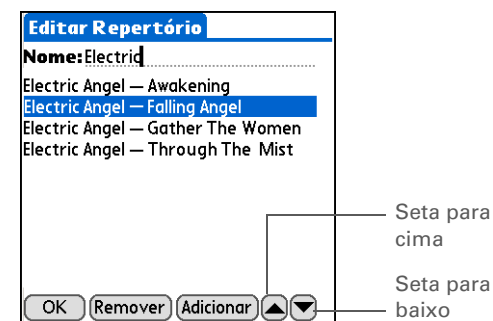 Editar Repertório
Nome: Electric
Electric Angel — Awakening
Electric Angel — Falling Angel
Electric Angel — Gather The Women
Electric Angel — Through The Mist
Seta para
cima
Seta para
baixo
OK Remover Adicionar